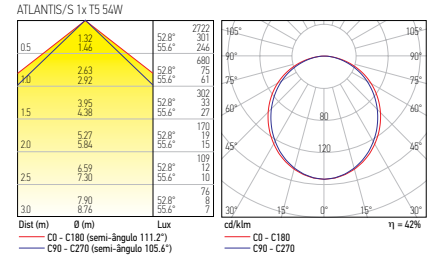 ATLANTIS/S 1x T5 54W
2722
1.32 52.8° 301
0.5 1.46 55.6° 246
680
2.63 52.8° 75
1.0 2.92 55.6° 61
302
3.95 52.8° 33
1.5 4.38 55.6° 27
170
5.27 52.8° 19
2.0 5.84 55.6° 15
109
6.59 52.8° 12
2.5 7.30 55.6° 10
76
7.90 52.8° 8
3.0 8.76 55.6° 7
Dist (m) Ø (m) Lux
C0 - C180 (semi-ângulo 111.2°)
C90 - C270 (semi-ângulo 105.6°)
105° 105°
90° 90°
75° 75°
60° 60°
80
45° 45°
120
30° 15° 0° 15° 30°
cd/klm η = 42%
C0 - C180
C90 - C270